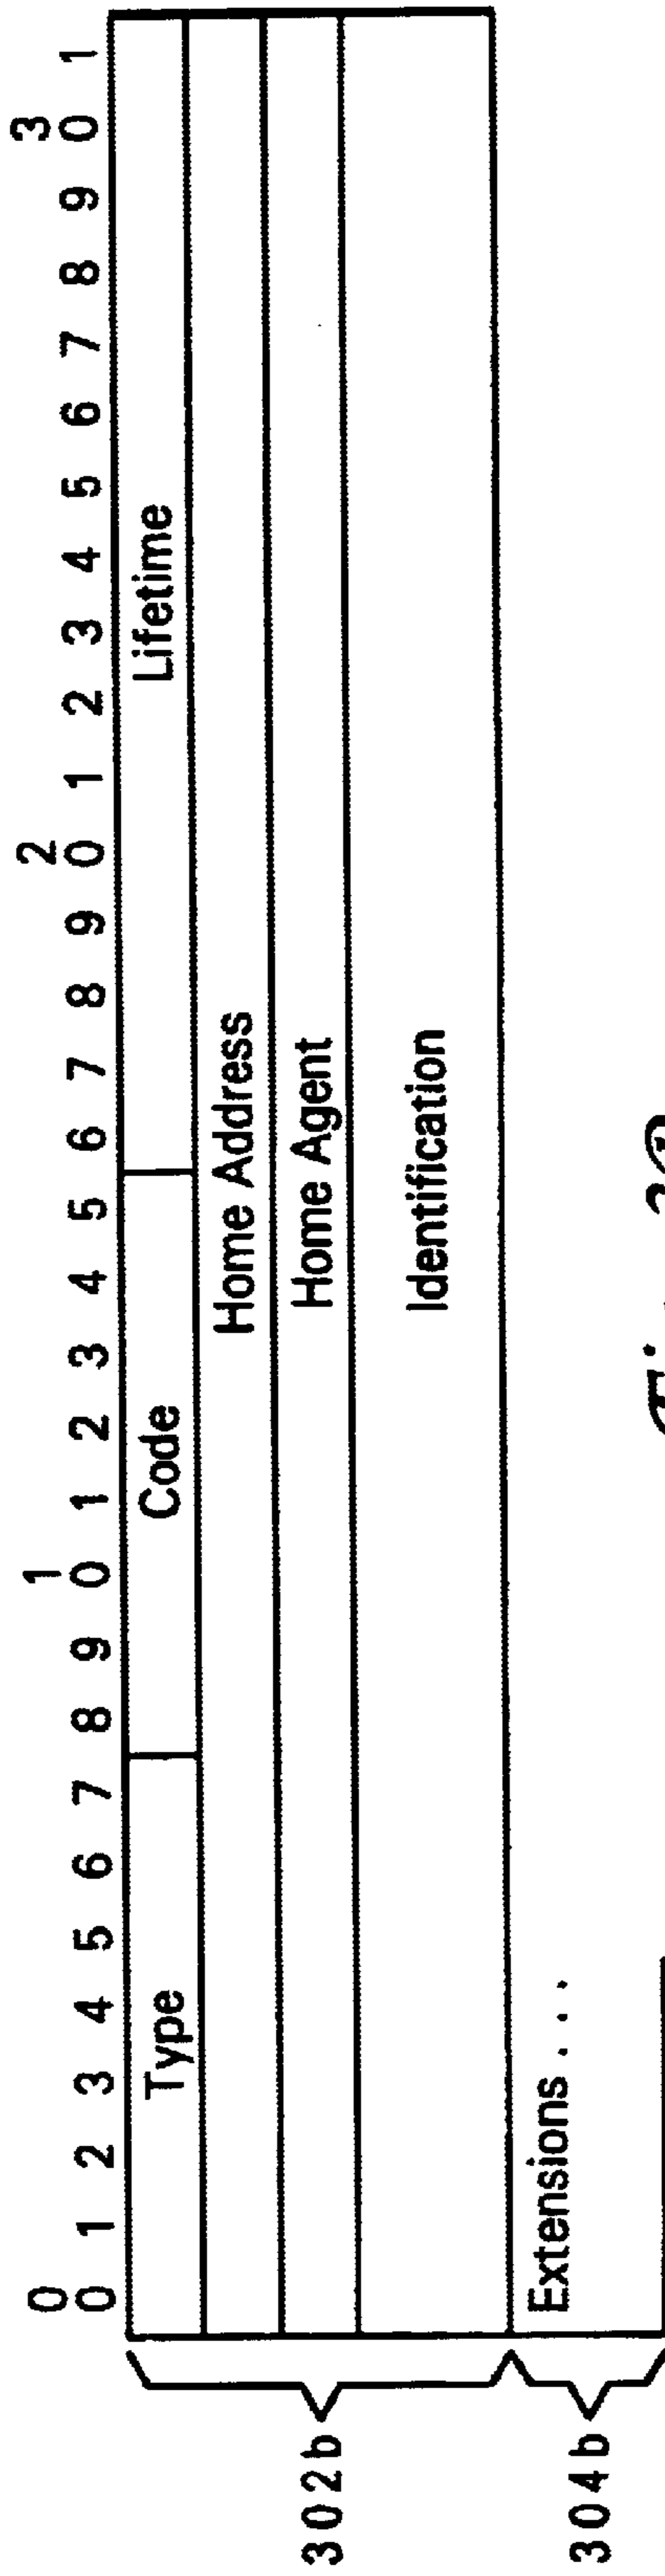 0 1 2 3
0 1 2 3 4 5 6 7 8 9 0 1 2 3 4 5 6 7 8 9 0 1 2 3 4 5 6 7 8 9 0 1
Type Code Lifetime
Home Address
Home Agent
Identification
302b
Extensions . . .
304b